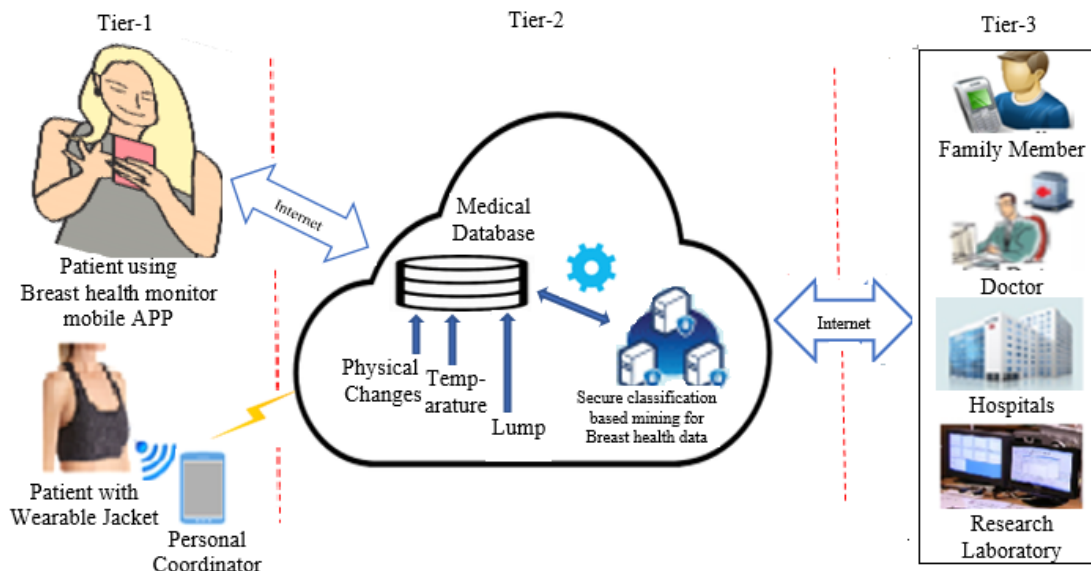 Tier-1
Tier-2
Tier-3
Patient using
Breast health monitor
mobile APP
Internet
Patient with
Wearable Jacket
Personal
Coordinator
Medical
Database
Physical
Changes
Temp-
arature
Lump
Secure classification
based mining for
Breast health data
Internet
Family Member
Doctor
Hospitals
Research
Laboratory